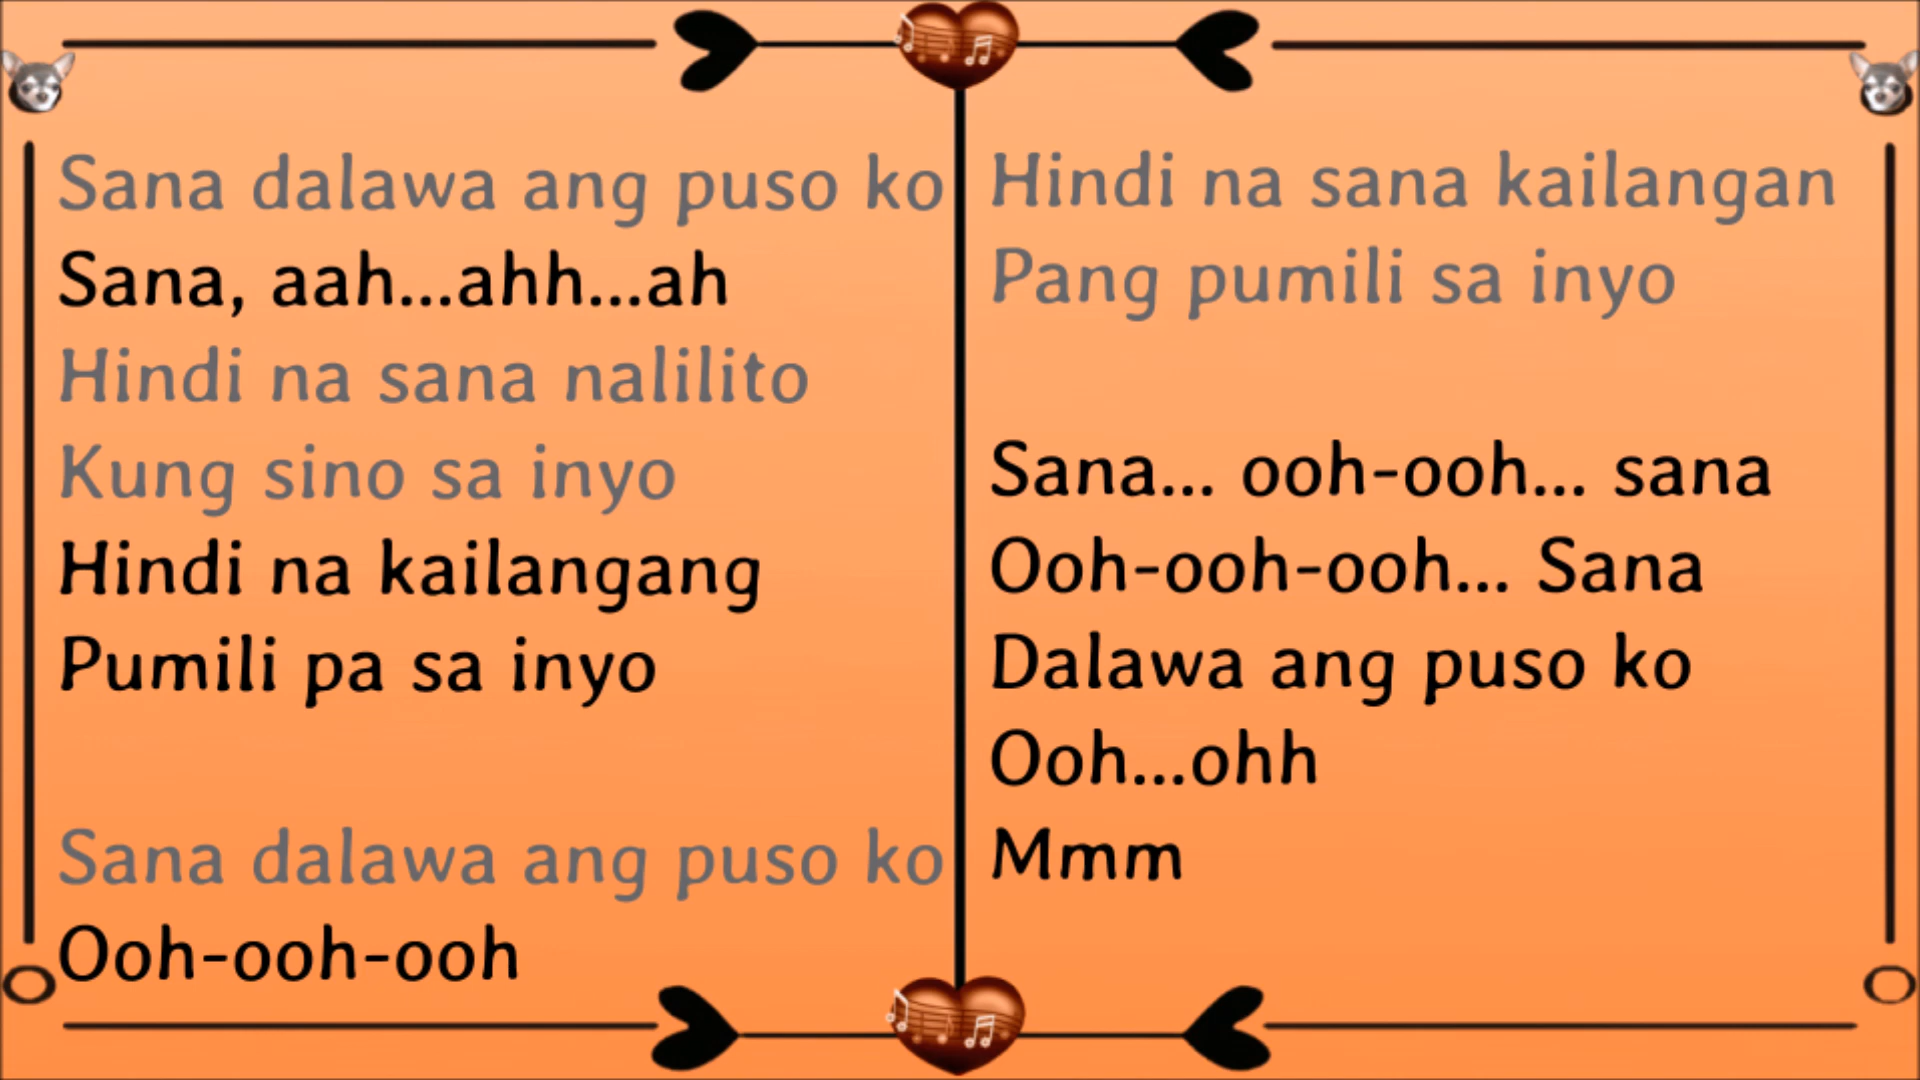 Sana dalawa ang puso ko
Sana, aah...ahh...ah
Hindi na sana nalilito
Kung sino sa inyo
Hindi na kailangang
Pumili pa sa inyo
Sana dalawa ang puso ko
Ooh-ooh-ooh
Hindi na sana kailangan
Pang pumili sa inyo
Sana... ooh-ooh... sana
Ooh-ooh-ooh... Sana
Dalawa ang puso ko
Ooh...ohh
Mmm